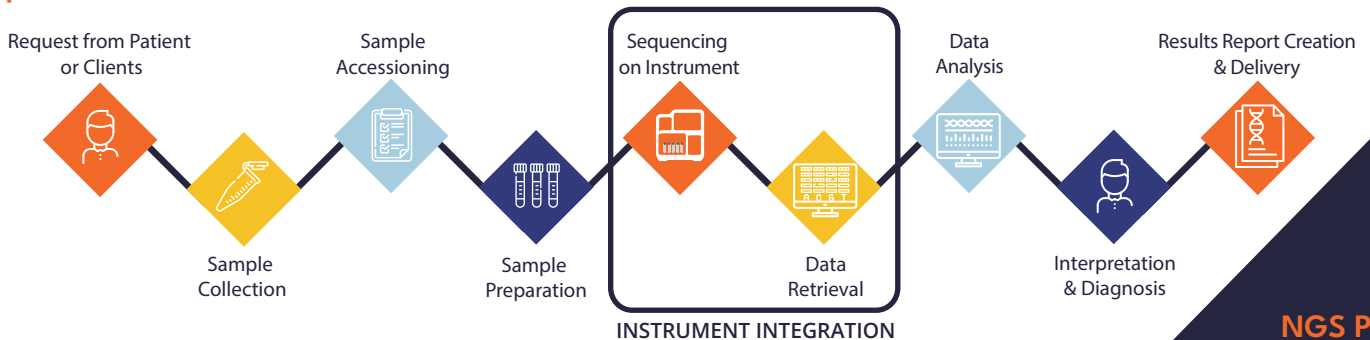 Request from Patient
or Clients
Sample
Collection
Sample
Accessioning
Sample
Preparation
Sequencing
on Instrument
A C G T
Data
Retrieval
INSTRUMENT INTEGRATION
Data
Analysis
Interpretation
& Diagnosis
Results Report Creation
& Delivery
NGS P